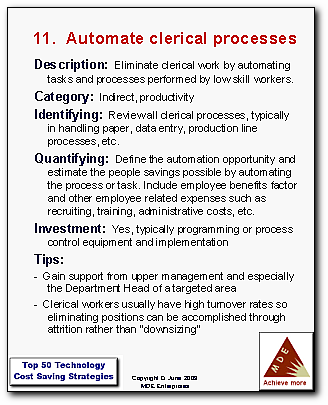 11. Automate clerical processes
Description: Eliminate clerical work by automating
tasks and processes performed by low skill workers.
Category: Indirect, productivity
Identifying: Review all clerical processes, typically
in handling paper, data entry, production line
processes, etc.
Quantifying: Define the automation opportunity and
estimate the people savings possible by automating
the process or task. Include employee benefits factor
and other employee related expenses such as
recruiting, training, administrative costs, etc.
Investment: Yes, typically programming or process
control equipment and implementation
Tips:
- Gain support from upper management and especially
the Department Head of a targeted area
- Clerical workers usually have high turnover rates so
eliminating positions can be accomplished through
attrition rather than "downsizing"
Top 50 Technology
Cost Saving Strategies
Copyright © June 2009
MDE Enterprises
MDE
Achieve more